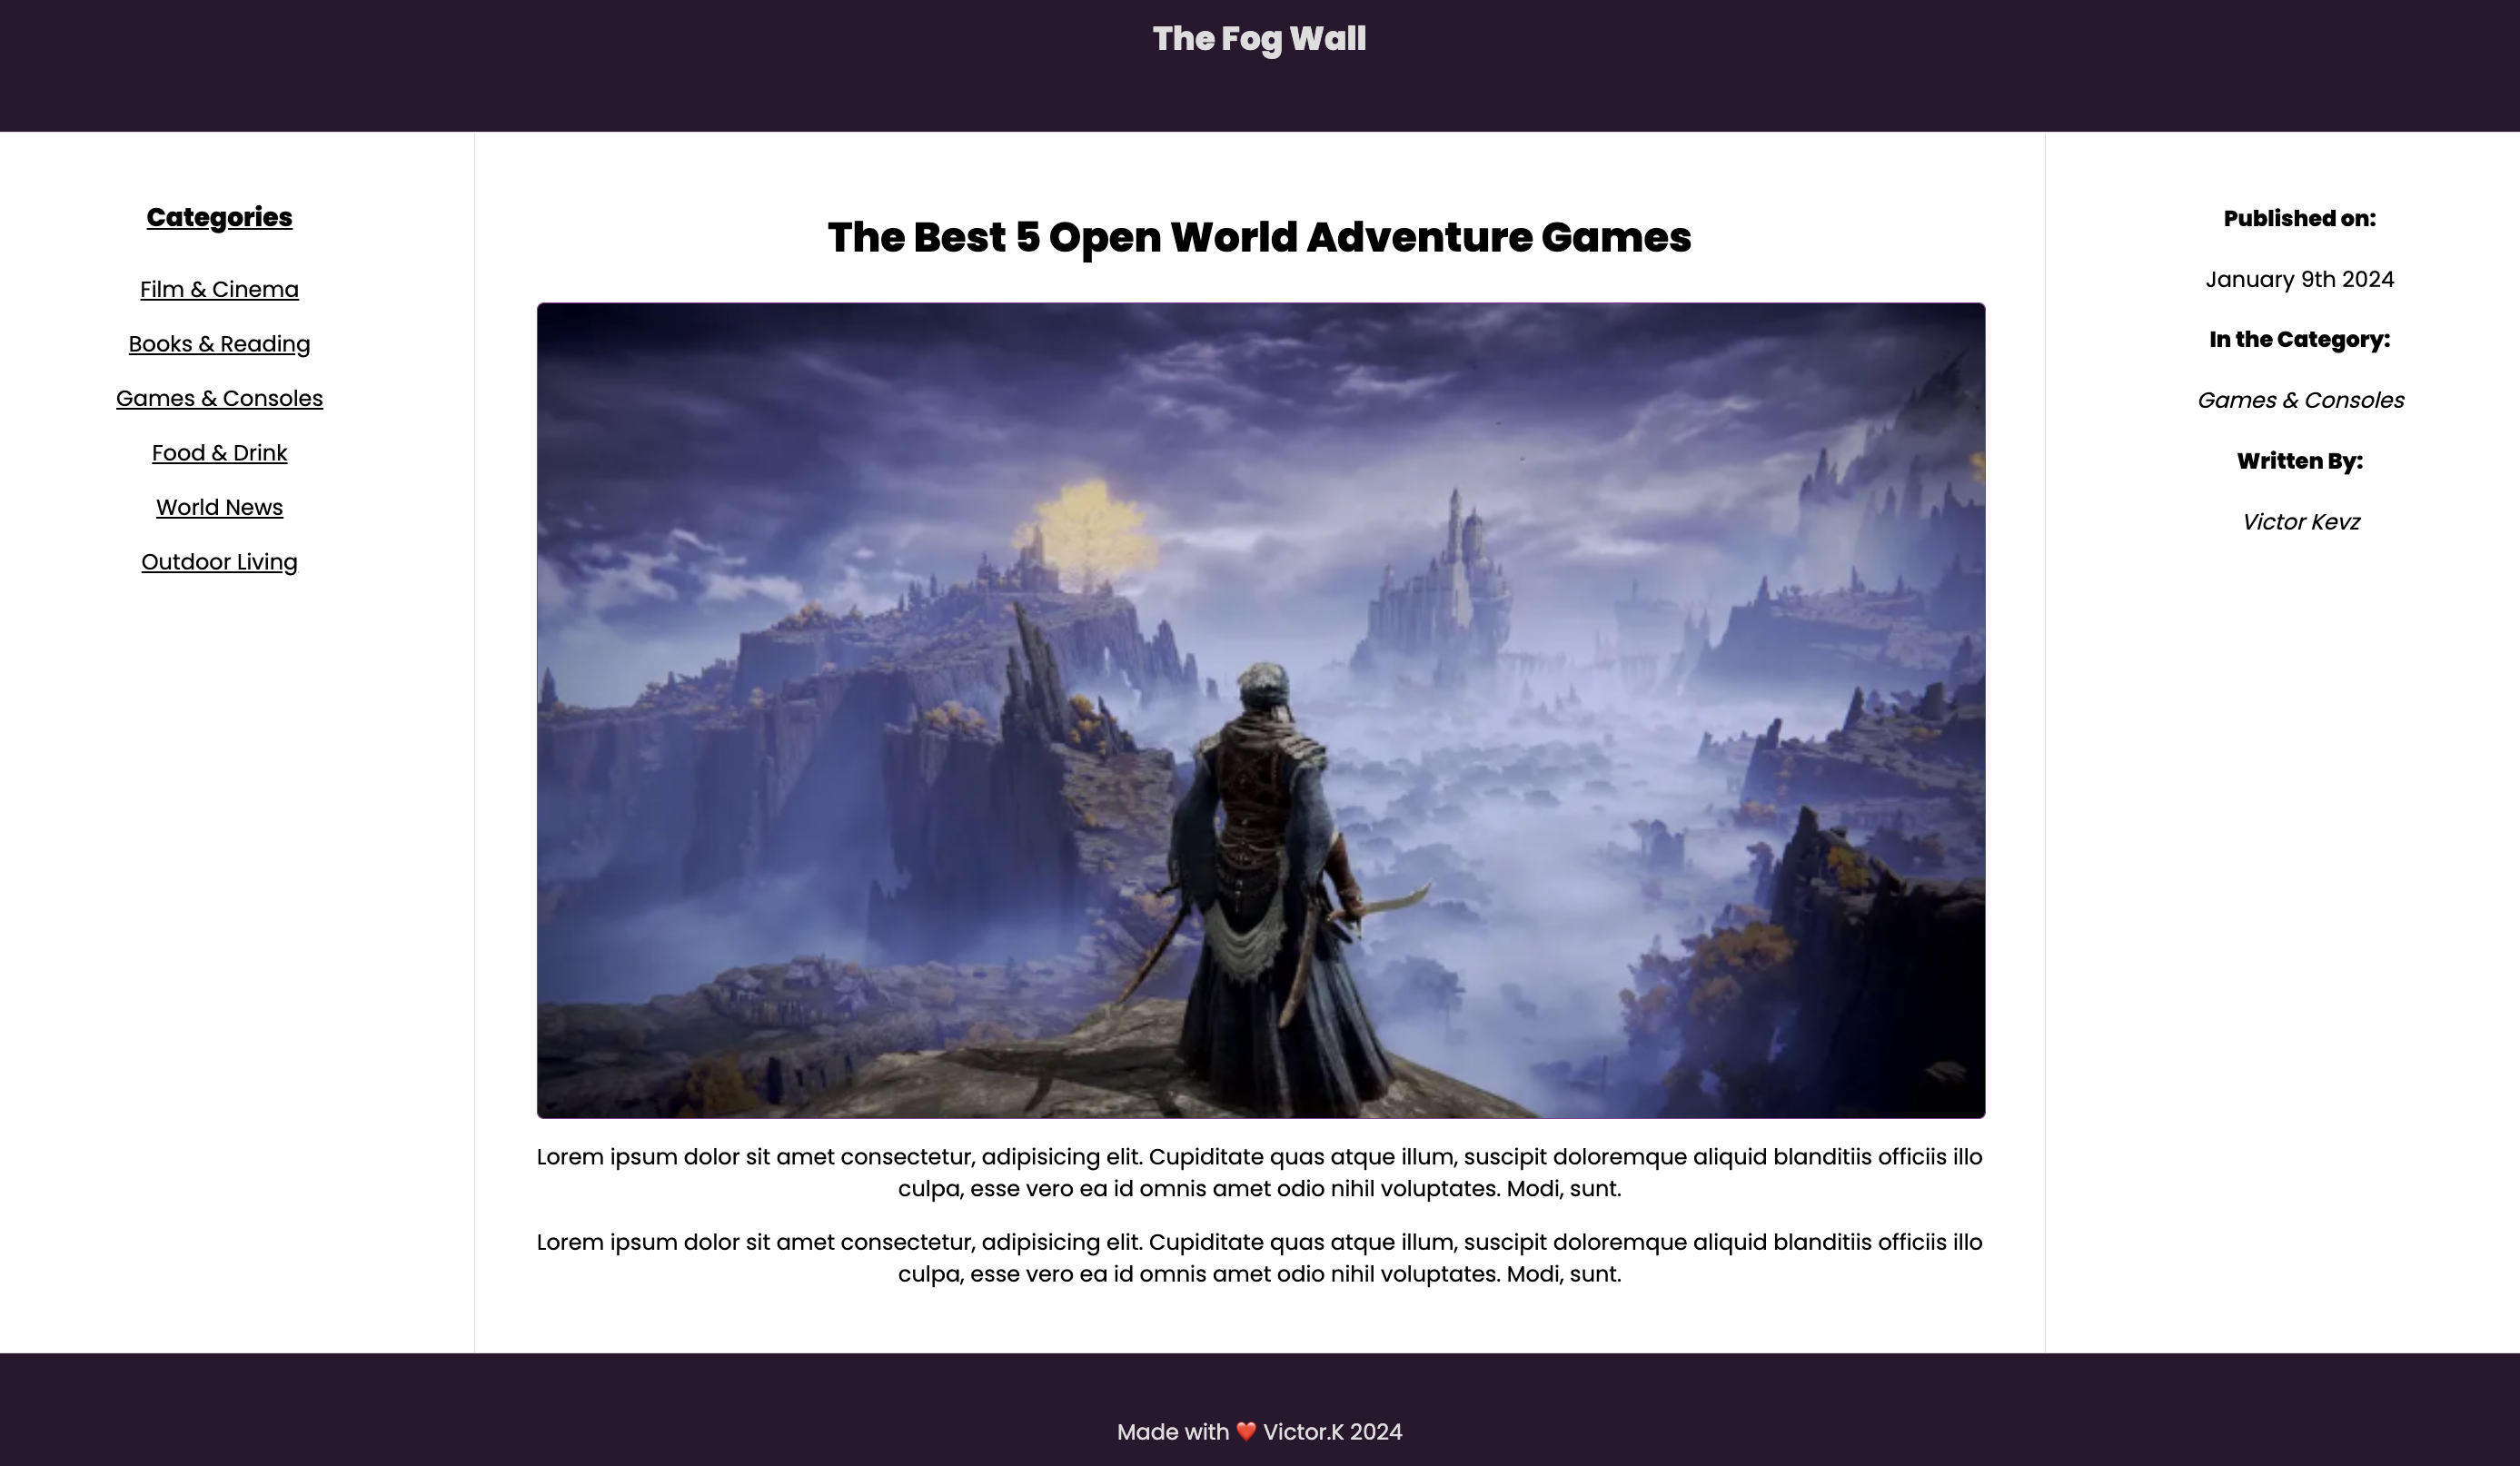 The Fog Wall
Categories
Film & Cinema
Books & Reading
Games & Consoles
Food & Drink
World News
Outdoor Living
The Best 5 Open World Adventure Games
Lorem ipsum dolor sit amet consectetur, adipisicing elit. Cupiditate quas atque illum, suscipit doloremque aliquid blanditiis officiis illo
culpa, esse vero ea id omnis amet odio nihil voluptates. Modi, sunt.
Lorem ipsum dolor sit amet consectetur, adipisicing elit. Cupiditate quas atque illum, suscipit doloremque aliquid blanditiis officiis illo
culpa, esse vero ea id omnis amet odio nihil voluptates. Modi, sunt.
Published on:
January 9th 2024
In the Category:
Games & Consoles
Written By:
Victor Kevz
Made with ❤️ Victor.K 2024